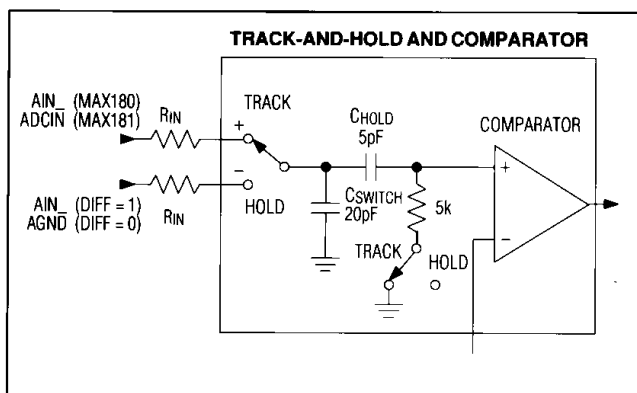 TRACK-AND-HOLD AND COMPARATOR
AIN_ (MAX180)
ADCIN (MAX181)
RIN
TRACK
+
CHOLD
5pF
COMPARATOR
+
−
AIN_ (DIFF = 1)
AGND (DIFF = 0)
RIN
−
HOLD
CSWITCH
20pF
5k
TRACK
HOLD